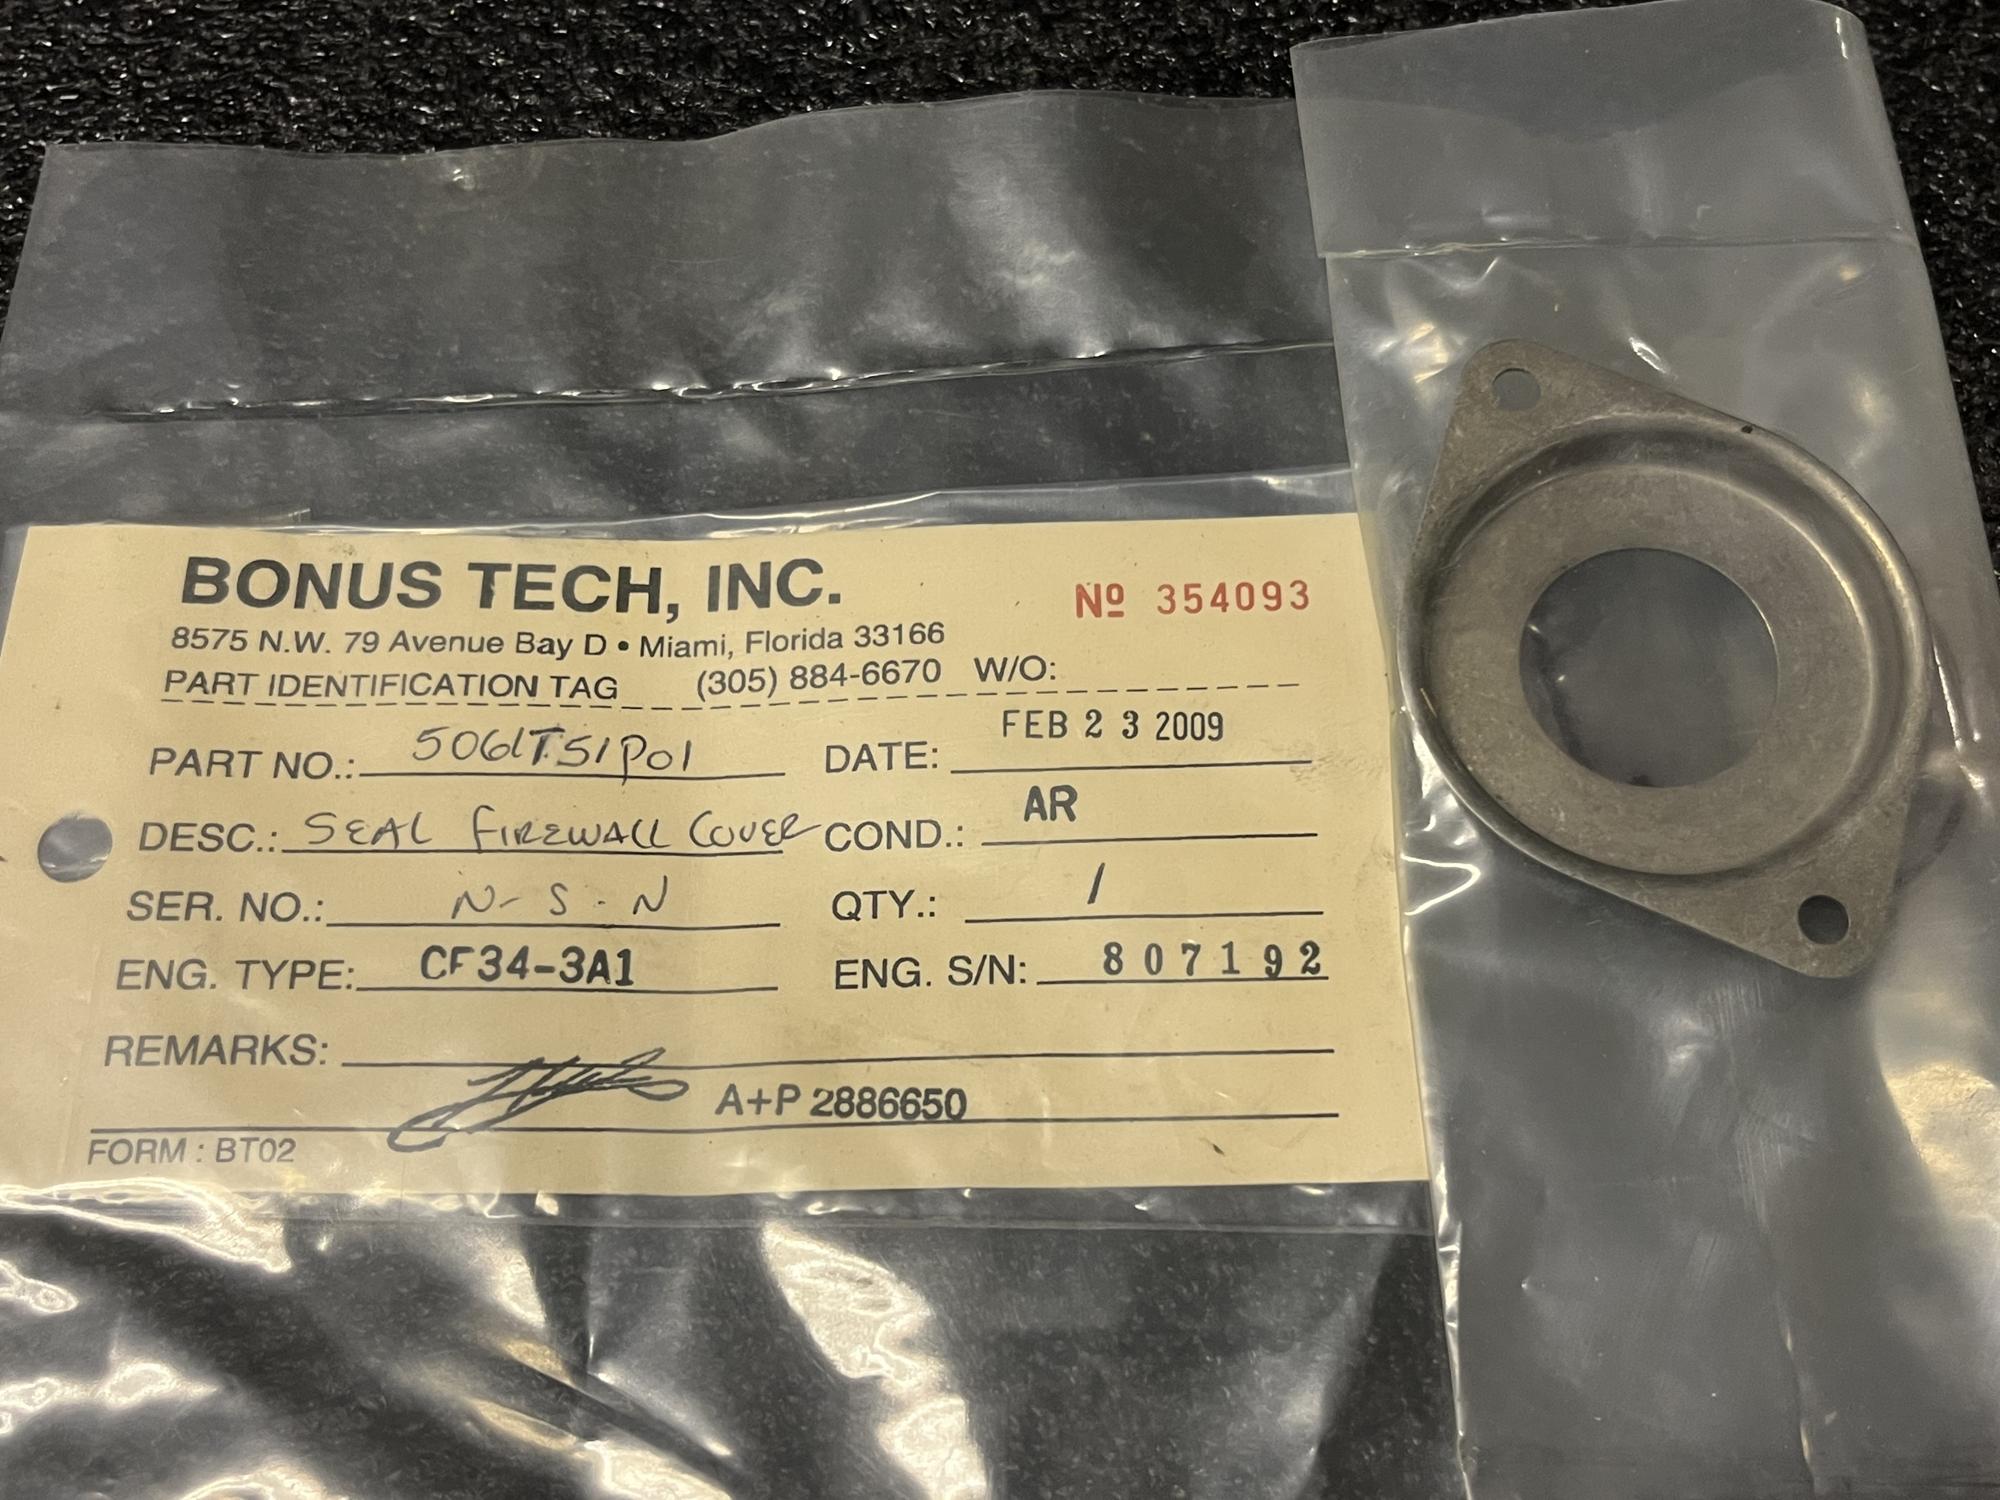 BONUS TECH, INC.
Nº 354093
8575 N.W. 79 Avenue Bay D • Miami, Florida 33166
PART IDENTIFICATION TAG (305) 884-6670 W/O:
PART NO.: 5061T51P01 DATE: FEB 23 2009
DESC.: SEAL FIREWALL COVER COND.: AR
SER. NO.: N-S-N QTY.: 1
ENG. TYPE: CF34-3A1 ENG. S/N: 807192
REMARKS:
A+P 2886650
FORM : BT02